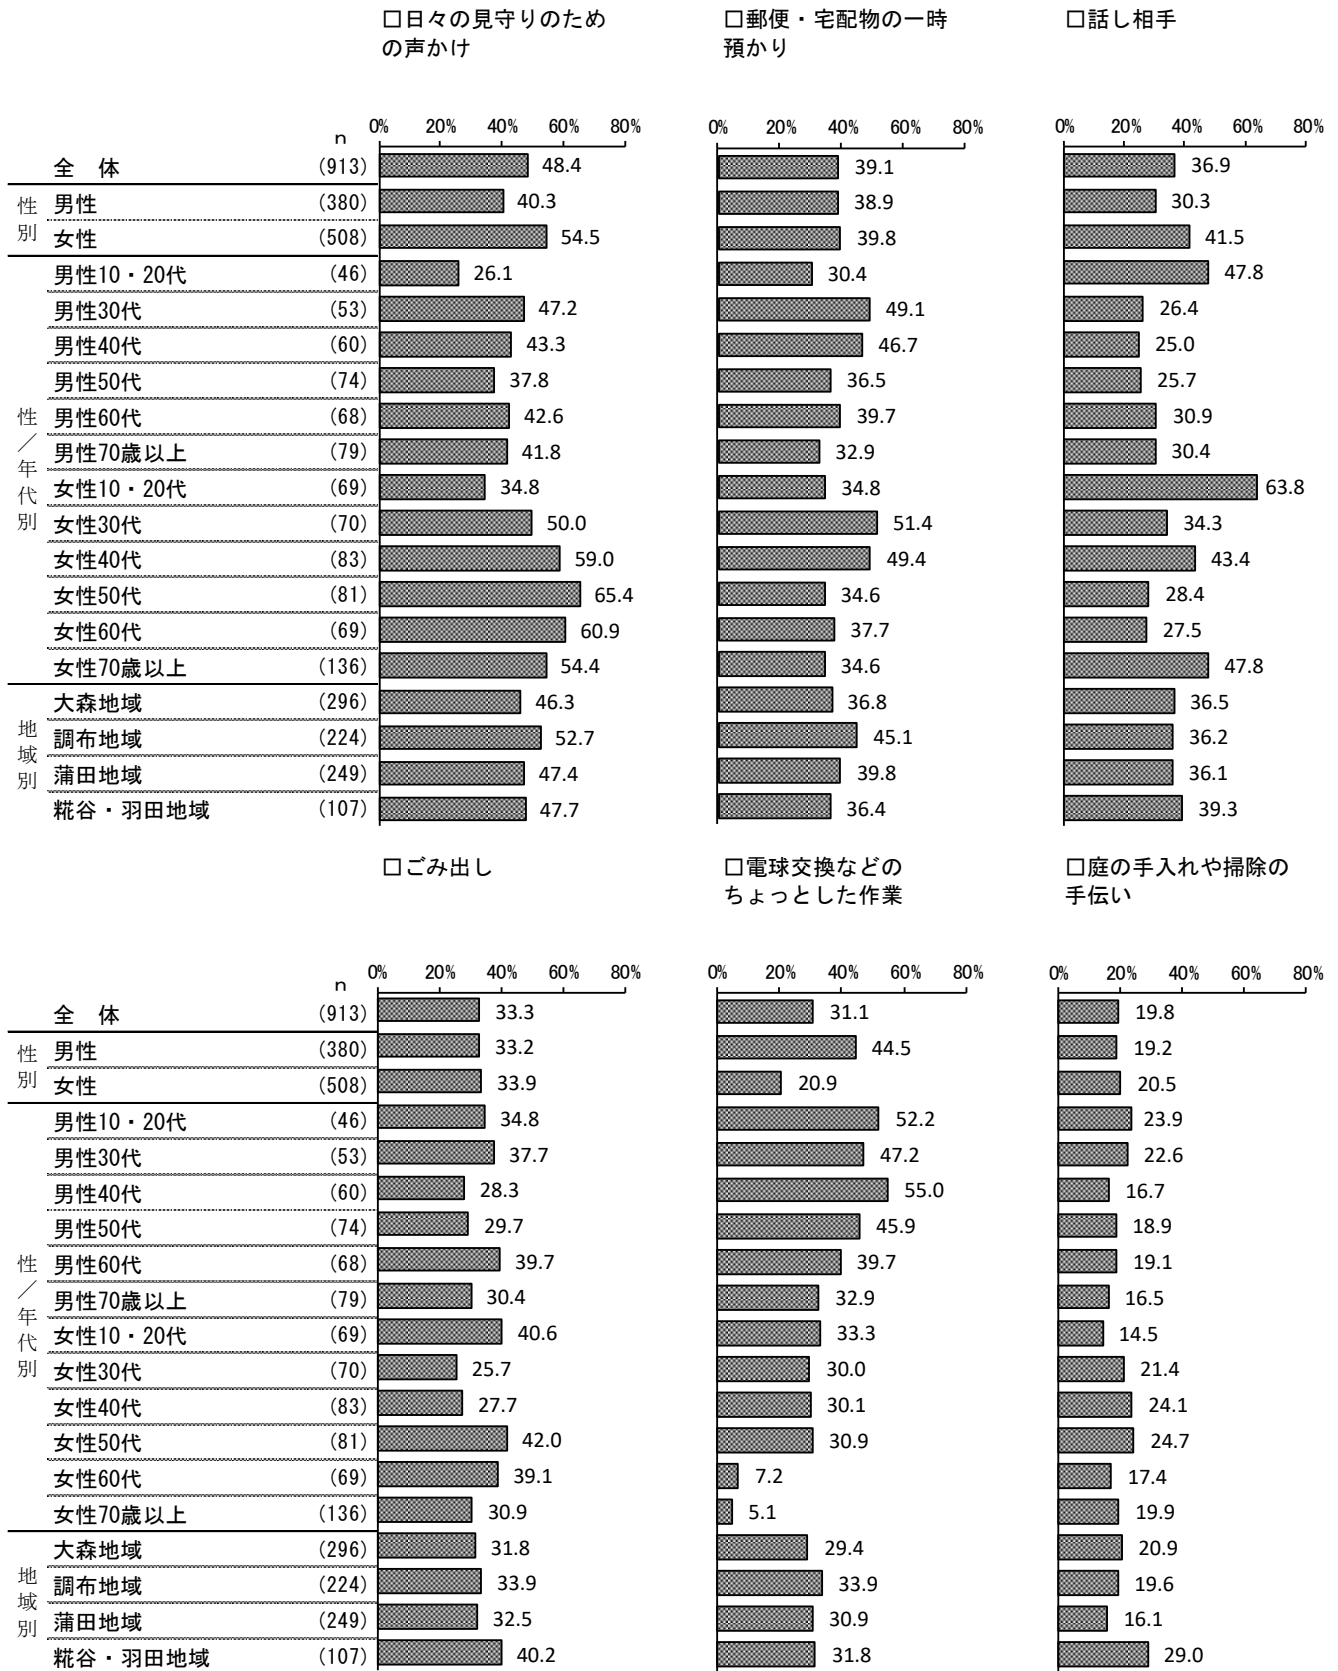 □日々の見守りのため
の声かけ
□郵便・宅配物の一時
預かり
□話し相手
n 0% 20% 40% 60% 80% 0% 20% 40% 60% 80% 0% 20% 40% 60% 80%
全 体 (913) 48.4 39.1 36.9
性別
男性 (380) 40.3 38.9 30.3
女性 (508) 54.5 39.8 41.5
性/年代別
男性10・20代 (46) 26.1 30.4 47.8
男性30代 (53) 47.2 49.1 26.4
男性40代 (60) 43.3 46.7 25.0
男性50代 (74) 37.8 36.5 25.7
男性60代 (68) 42.6 39.7 30.9
男性70歳以上 (79) 41.8 32.9 30.4
女性10・20代 (69) 34.8 34.8 63.8
女性30代 (70) 50.0 51.4 34.3
女性40代 (83) 59.0 49.4 43.4
女性50代 (81) 65.4 34.6 28.4
女性60代 (69) 60.9 37.7 27.5
女性70歳以上 (136) 54.4 34.6 47.8
地域別
大森地域 (296) 46.3 36.8 36.5
調布地域 (224) 52.7 45.1 36.2
蒲田地域 (249) 47.4 39.8 36.1
糀谷・羽田地域 (107) 47.7 36.4 39.3
□ごみ出し
□電球交換などの
ちょっとした作業
□庭の手入れや掃除の
手伝い
n 0% 20% 40% 60% 80% 0% 20% 40% 60% 80% 0% 20% 40% 60% 80%
全 体 (913) 33.3 31.1 19.8
性別
男性 (380) 33.2 44.5 19.2
女性 (508) 33.9 20.9 20.5
性/年代別
男性10・20代 (46) 34.8 52.2 23.9
男性30代 (53) 37.7 47.2 22.6
男性40代 (60) 28.3 55.0 16.7
男性50代 (74) 29.7 45.9 18.9
男性60代 (68) 39.7 39.7 19.1
男性70歳以上 (79) 30.4 32.9 16.5
女性10・20代 (69) 40.6 33.3 14.5
女性30代 (70) 25.7 30.0 21.4
女性40代 (83) 27.7 30.1 24.1
女性50代 (81) 42.0 30.9 24.7
女性60代 (69) 39.1 7.2 17.4
女性70歳以上 (136) 30.9 5.1 19.9
地域別
大森地域 (296) 31.8 29.4 20.9
調布地域 (224) 33.9 33.9 19.6
蒲田地域 (249) 32.5 30.9 16.1
糀谷・羽田地域 (107) 40.2 31.8 29.0